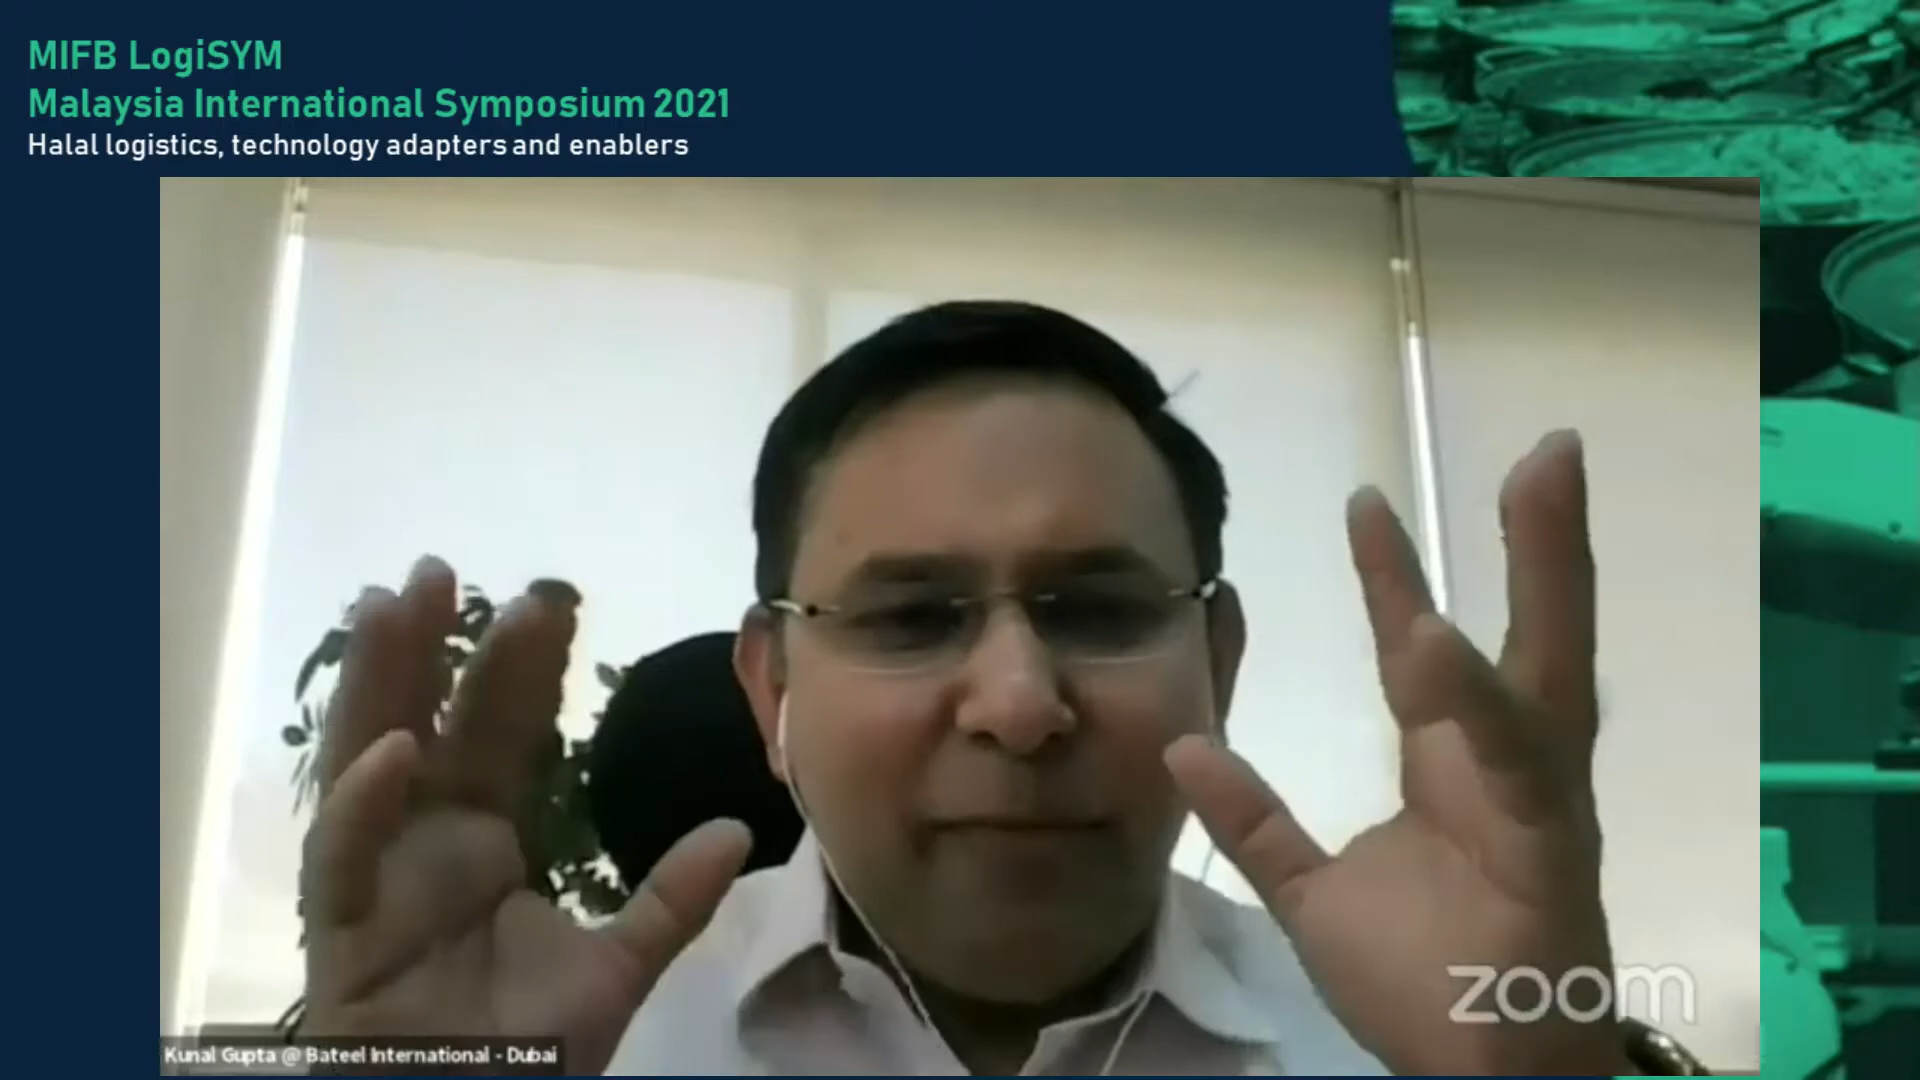 MIFB LogiSYM
Malaysia International Symposium 2021
Halal logistics, technology adapters and enablers
zoom
Kunal Gupta @ Bateel International - Dubai